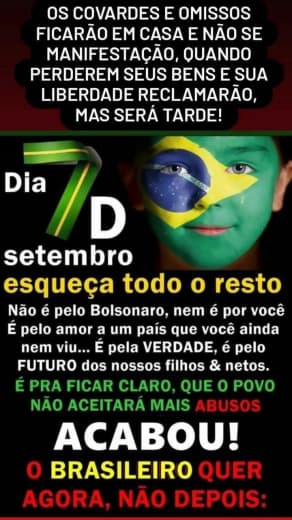 OS COVARDES E OMISSOS
FICARÃO EM CASA E NÃO SE
MANIFESTAÇÃO, QUANDO
PERDEREM SEUS BENS E SUA
LIBERDADE RECLAMARÃO,
MAS SERÁ TARDE!
Dia 7D
setembro
esqueça todo o resto
Não é pelo Bolsonaro, nem é por você
É pelo amor a um país que você ainda
nem viu... É pela VERDADE, é pelo
FUTURO dos nossos filhos & netos.
É PRA FICAR CLARO, QUE O POVO
NÃO ACEITARÁ MAIS ABUSOS
ACABOU!
O BRASILEIRO QUER
AGORA, NÃO DEPOIS: